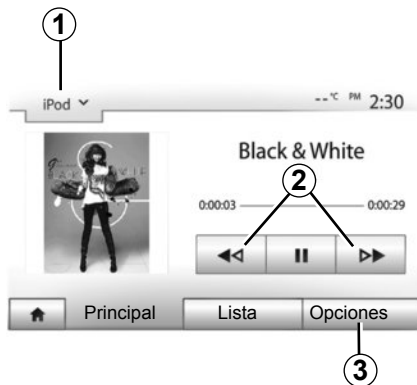 1
iPod
--°C PM 2:30
Black & White
2
0:00:03 0:00:29
Principal Lista Opciones
3